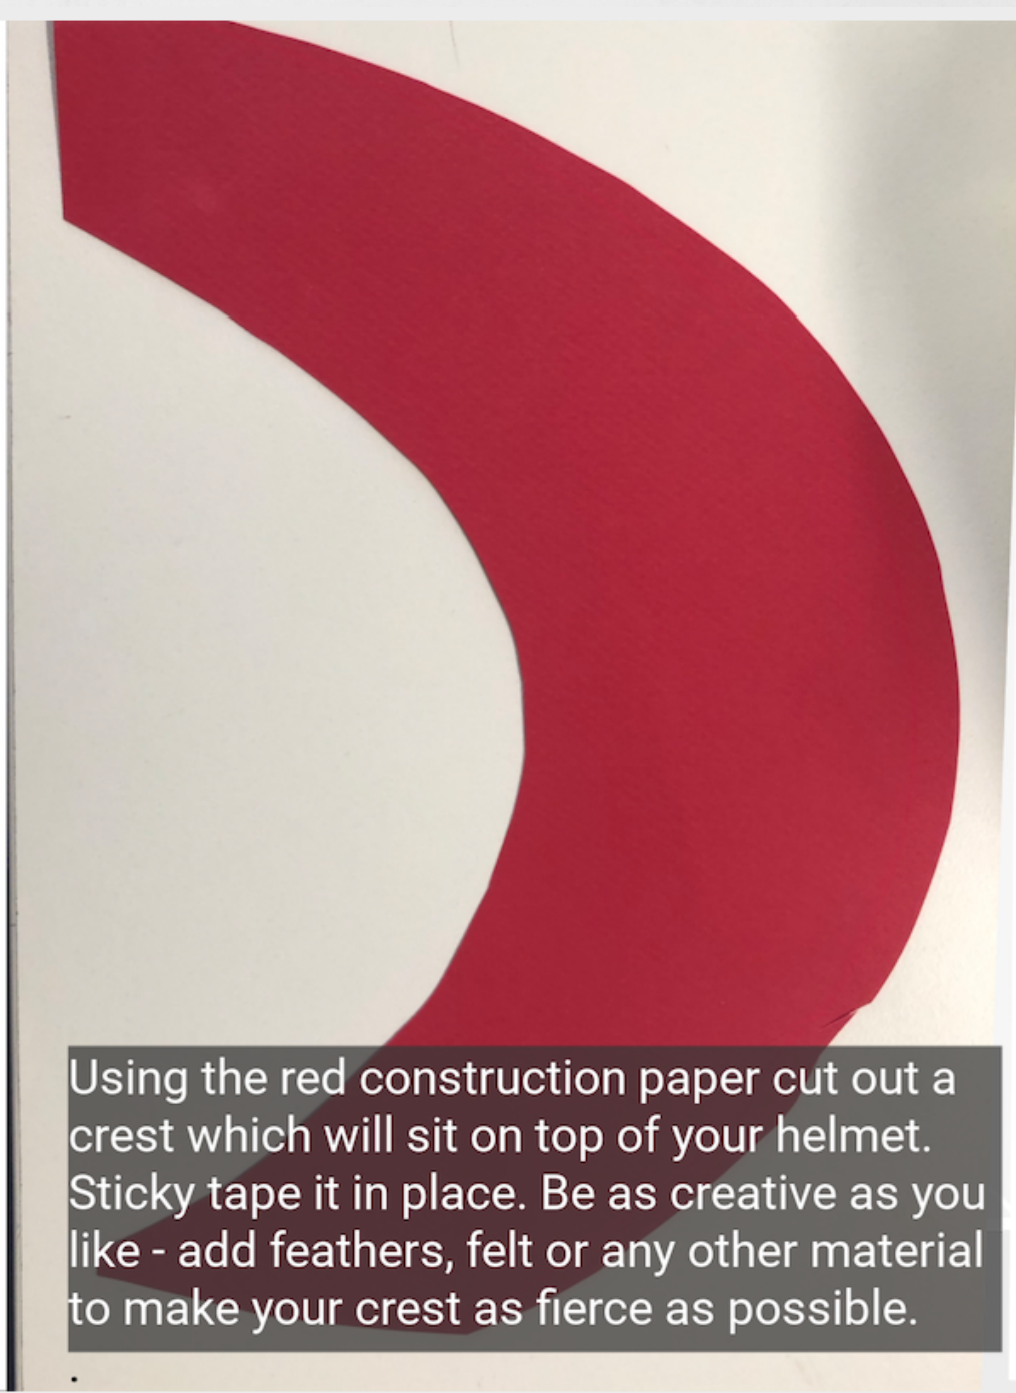 Using the red construction paper cut out a
crest which will sit on top of your helmet.
Sticky tape it in place. Be as creative as you
like - add feathers, felt or any other material
to make your crest as fierce as possible.
.